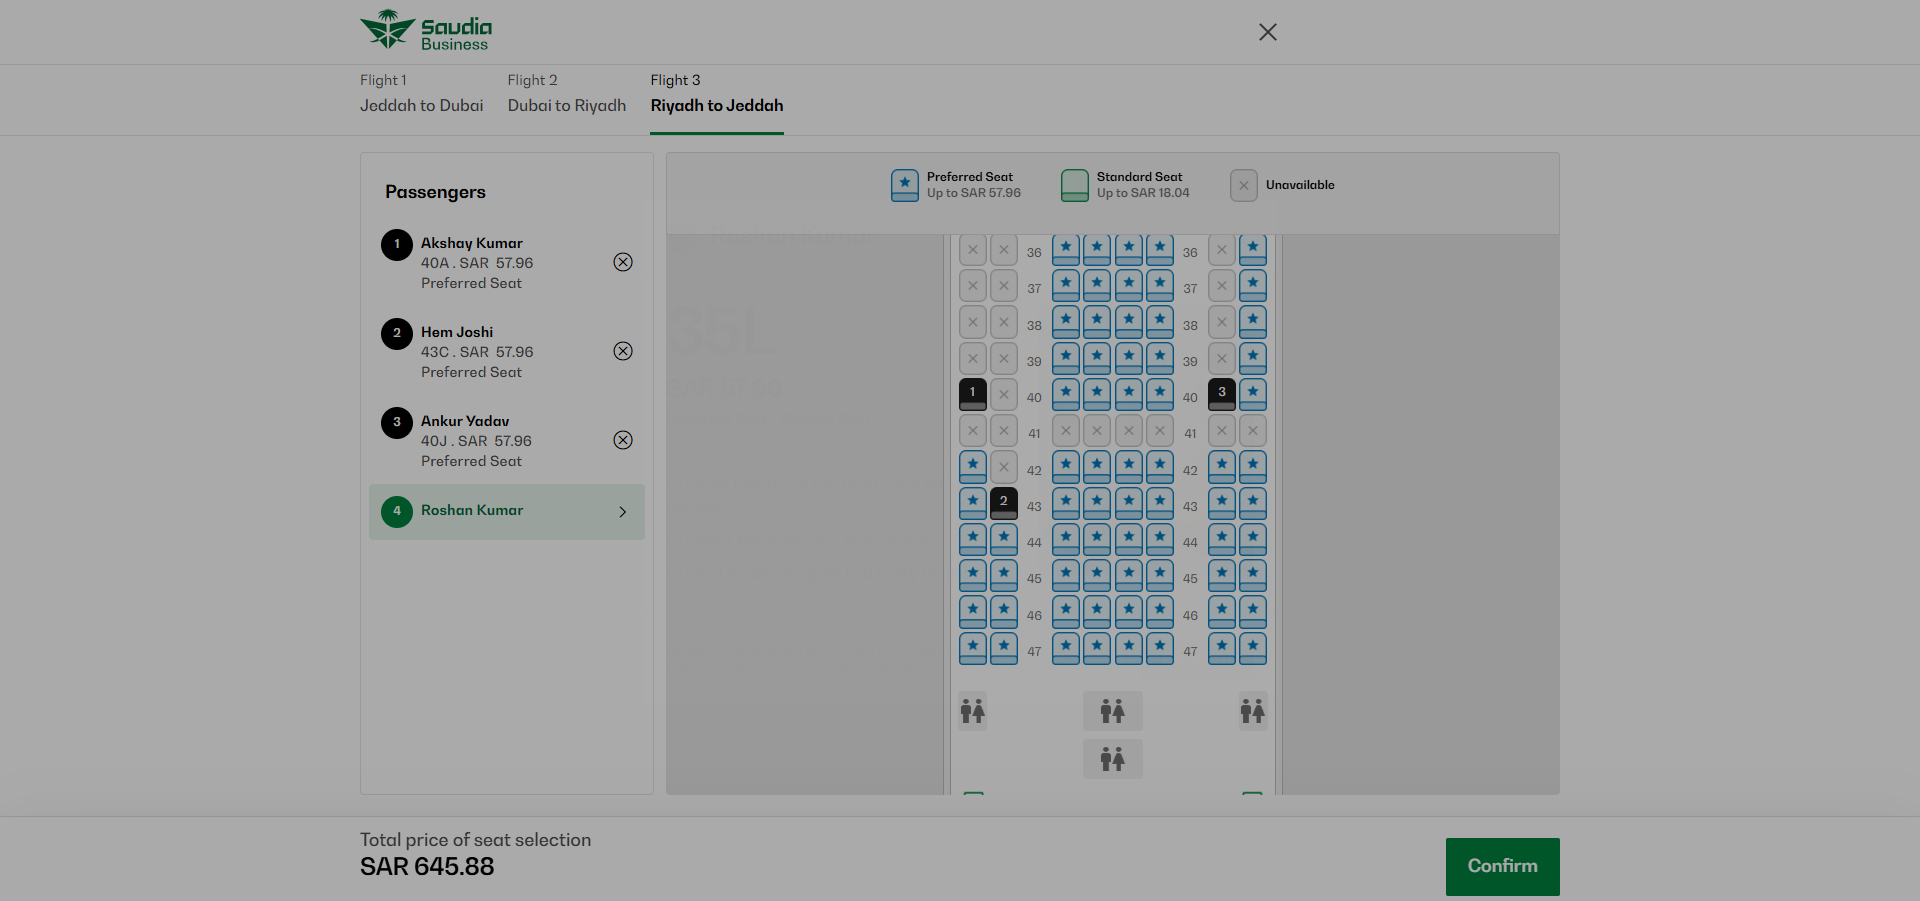 Saudia
Business
Flight 1
Jeddah to Dubai
Flight 2
Dubai to Riyadh
Flight 3
Riyadh to Jeddah
Passengers
1
Akshay Kumar
40A . SAR 57.96
Preferred Seat
2
Hem Joshi
43C . SAR 57.96
Preferred Seat
3
Ankur Yadav
40J . SAR 57.96
Preferred Seat
4
Roshan Kumar
Preferred Seat
Up to SAR 57.96
Standard Seat
Up to SAR 18.04
Unavailable
35L
36 36
37 37
38 38
39 39
1 40 40 3
41 41
42 42
2 43 43
44 44
45 45
46 46
47 47
Total price of seat selection
SAR 645.88
Confirm